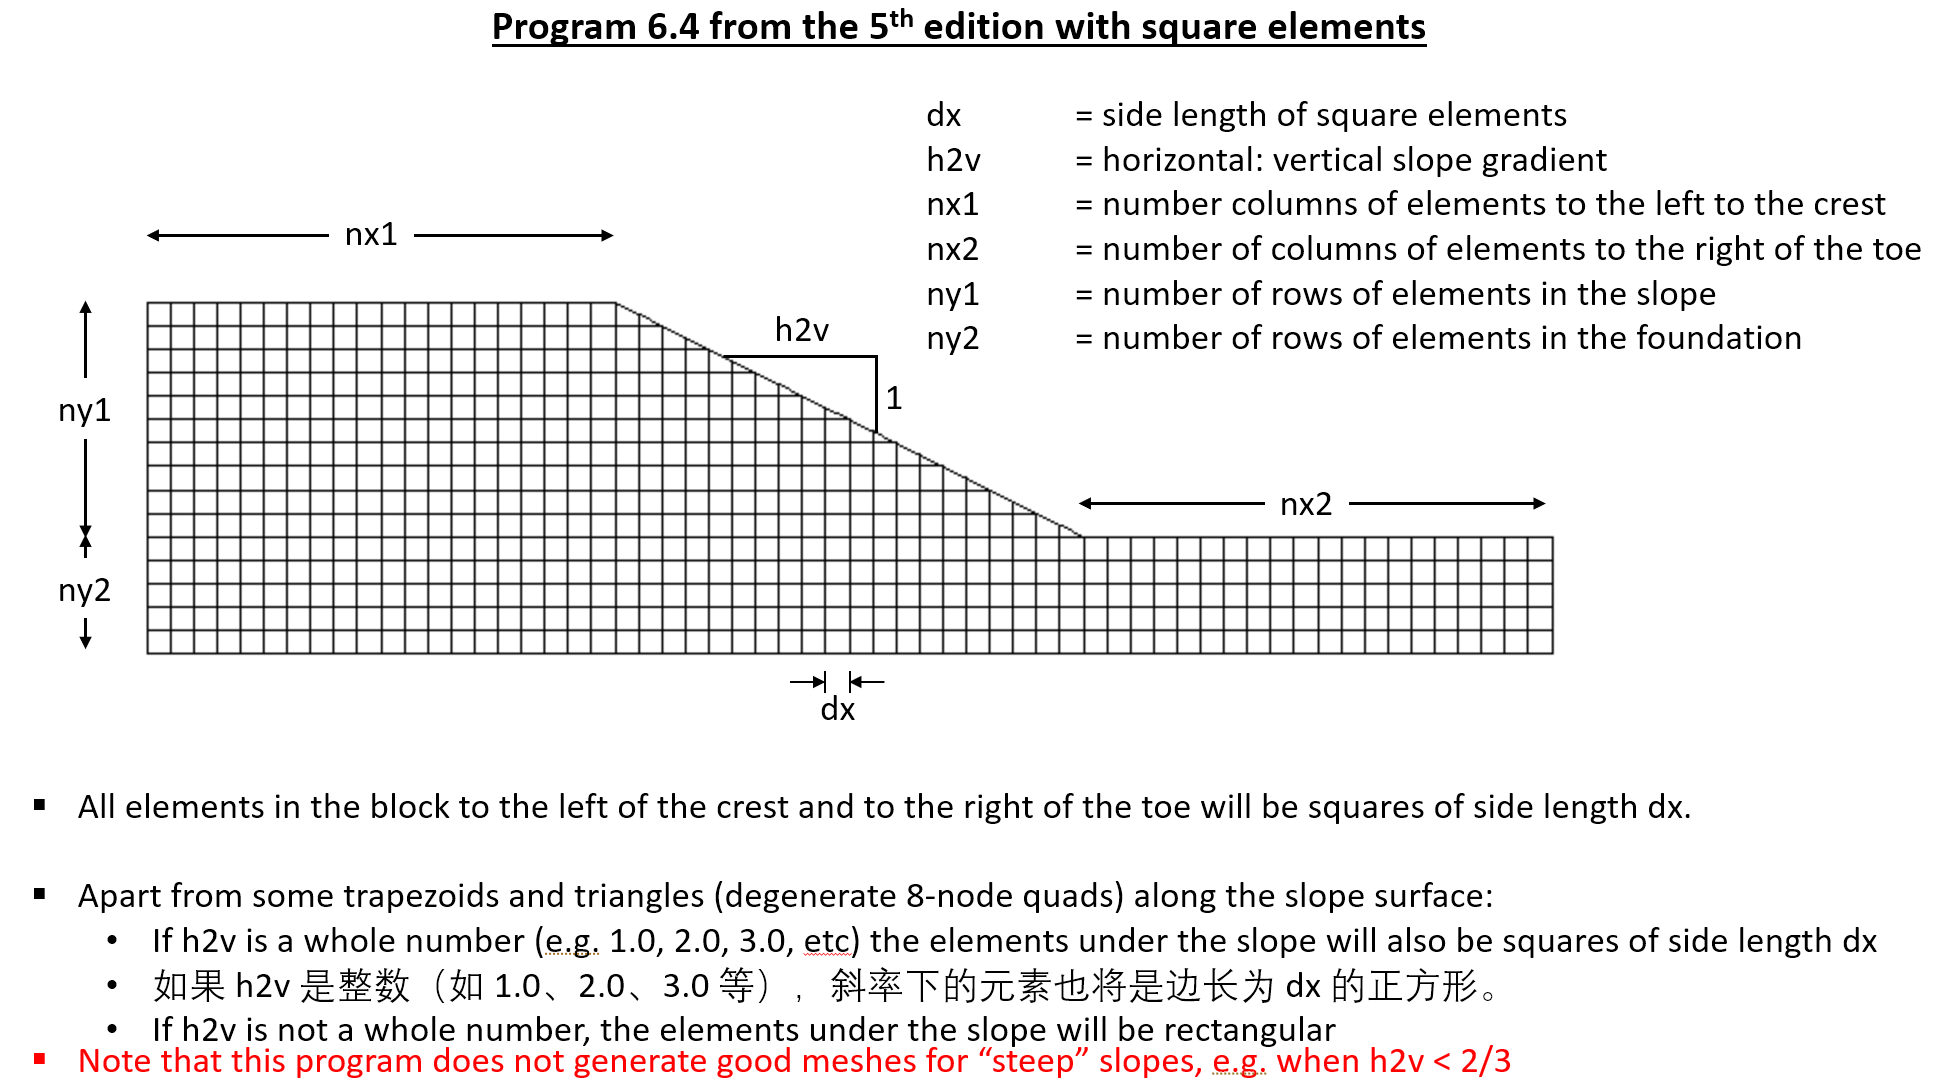 Program 6.4 from the 5th edition with square elements
dx = side length of square elements
h2v = horizontal: vertical slope gradient
nx1 = number columns of elements to the left to the crest
nx2 = number of columns of elements to the right of the toe
ny1 = number of rows of elements in the slope
ny2 = number of rows of elements in the foundation
nx1
h2v
1
ny1
nx2
ny2
dx
▪ All elements in the block to the left of the crest and to the right of the toe will be squares of side length dx.
▪ Apart from some trapezoids and triangles (degenerate 8-node quads) along the slope surface:
• If h2v is a whole number (e.g. 1.0, 2.0, 3.0, etc) the elements under the slope will also be squares of side length dx
• 如果 h2v 是整数（如 1.0、2.0、3.0 等），斜率下的元素也将是边长为 dx 的正方形。
• If h2v is not a whole number, the elements under the slope will be rectangular
▪ Note that this program does not generate good meshes for “steep” slopes, e.g. when h2v < 2/3